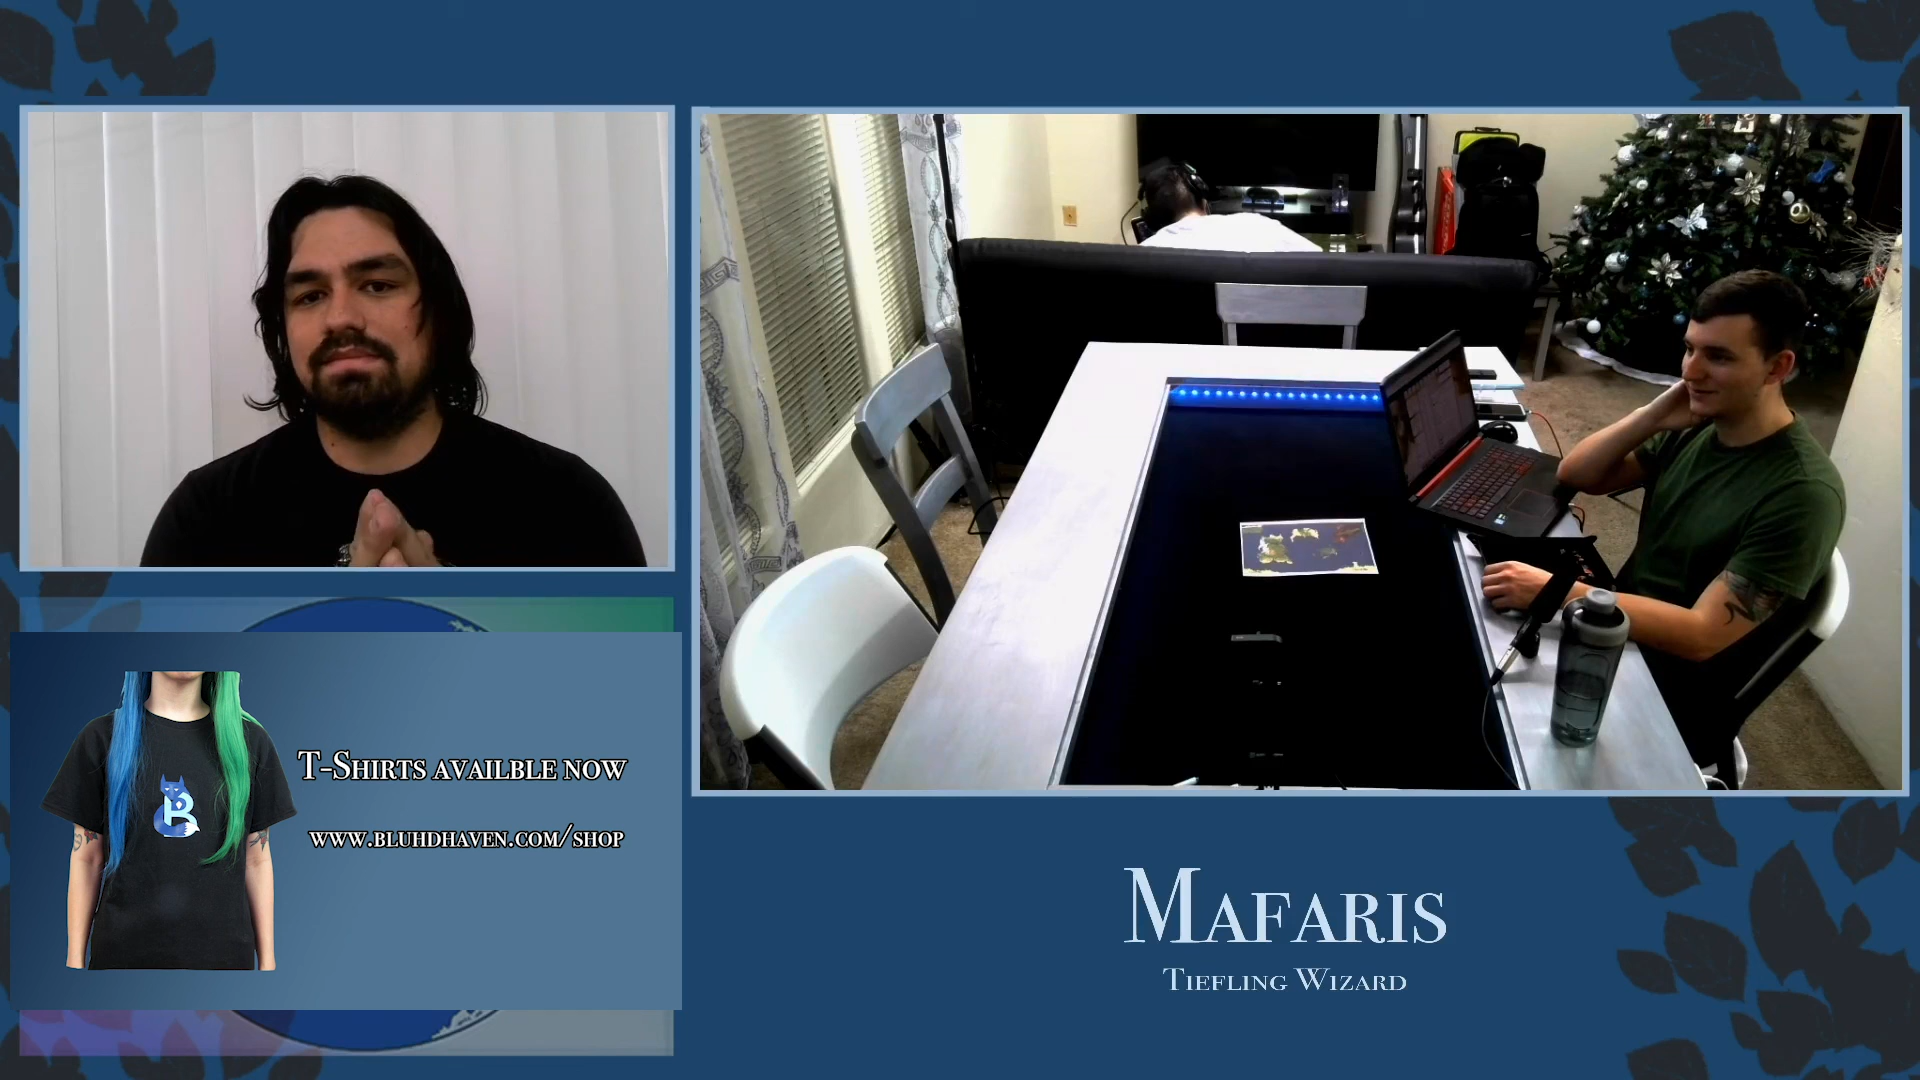 T-Shirts availble now
www.bluhdhaven.com/shop
B
Mafaris
Tiefling Wizard